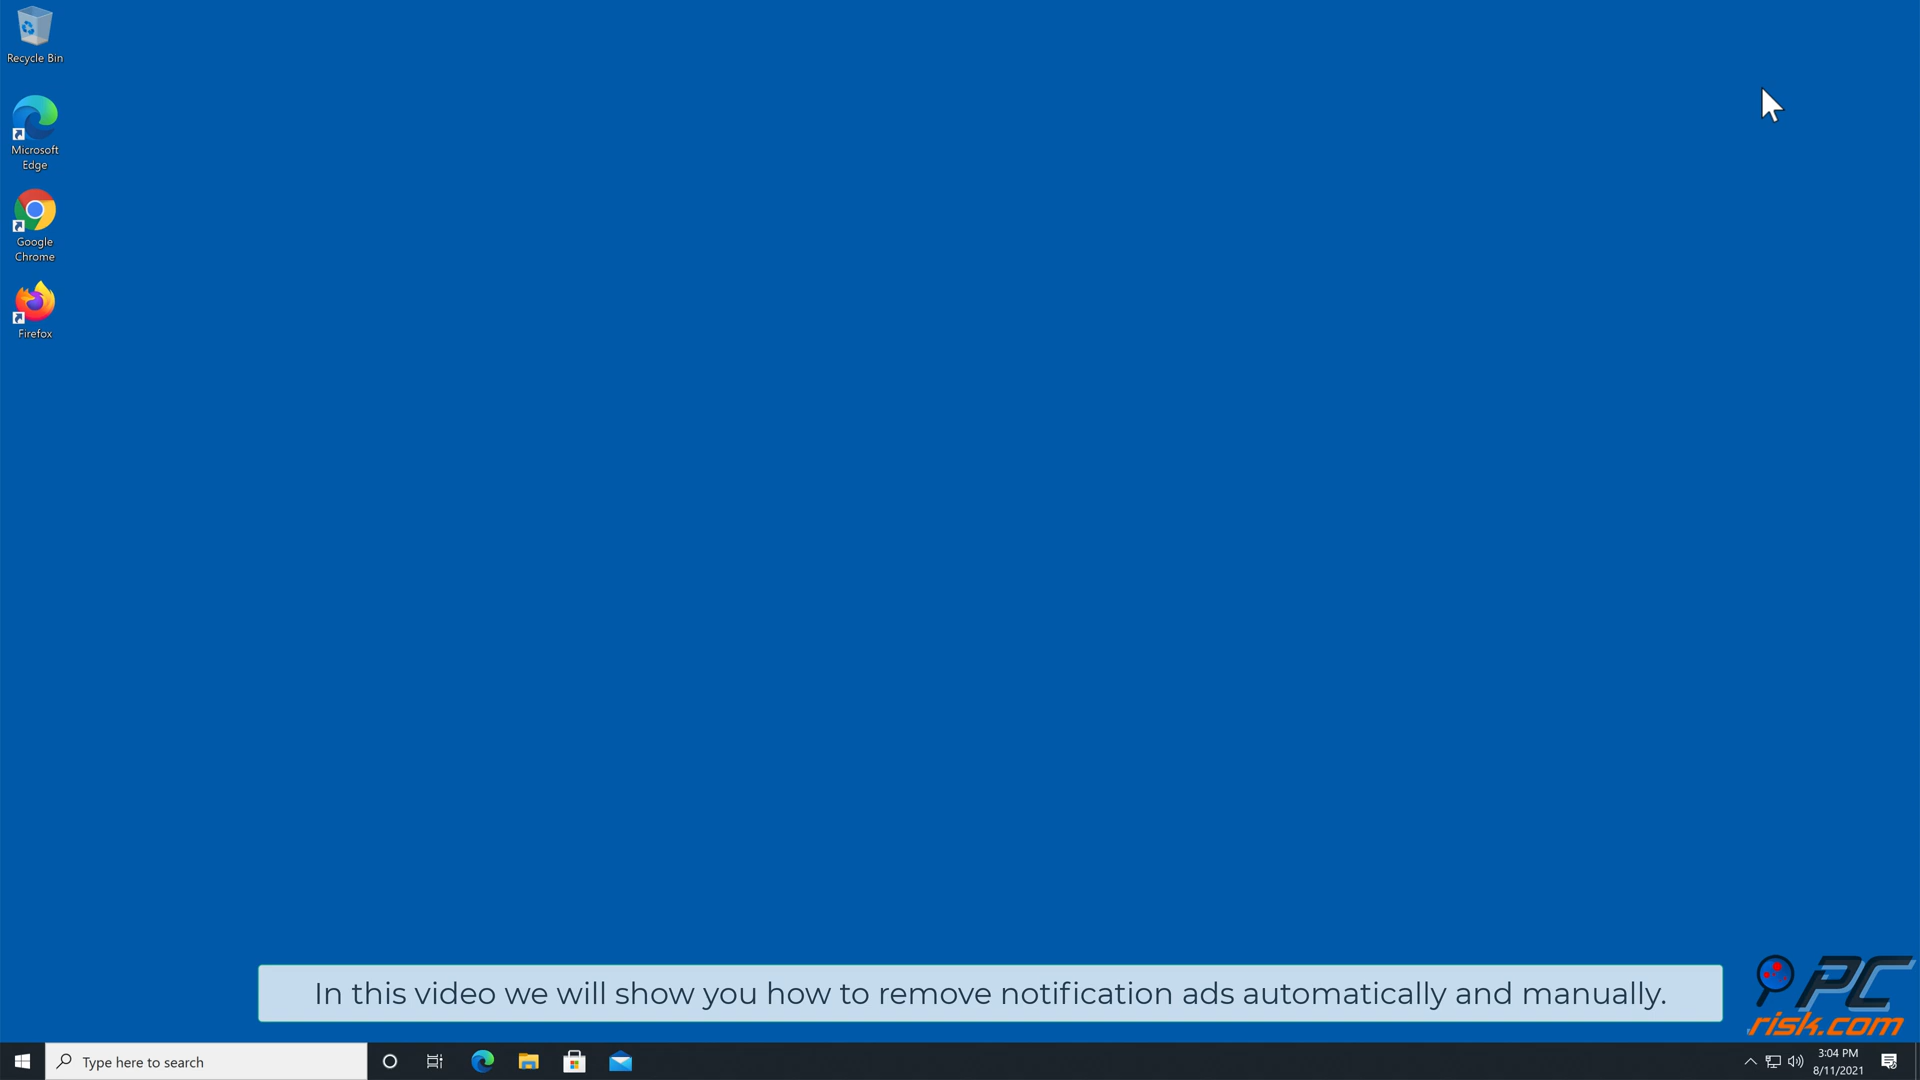 Recycle Bin
Microsoft
Edge
Google
Chrome
Firefox
In this video we will show you how to remove notification ads automatically and manually.
PC
risk.com
Type here to search
3:04 PM
8/11/2021